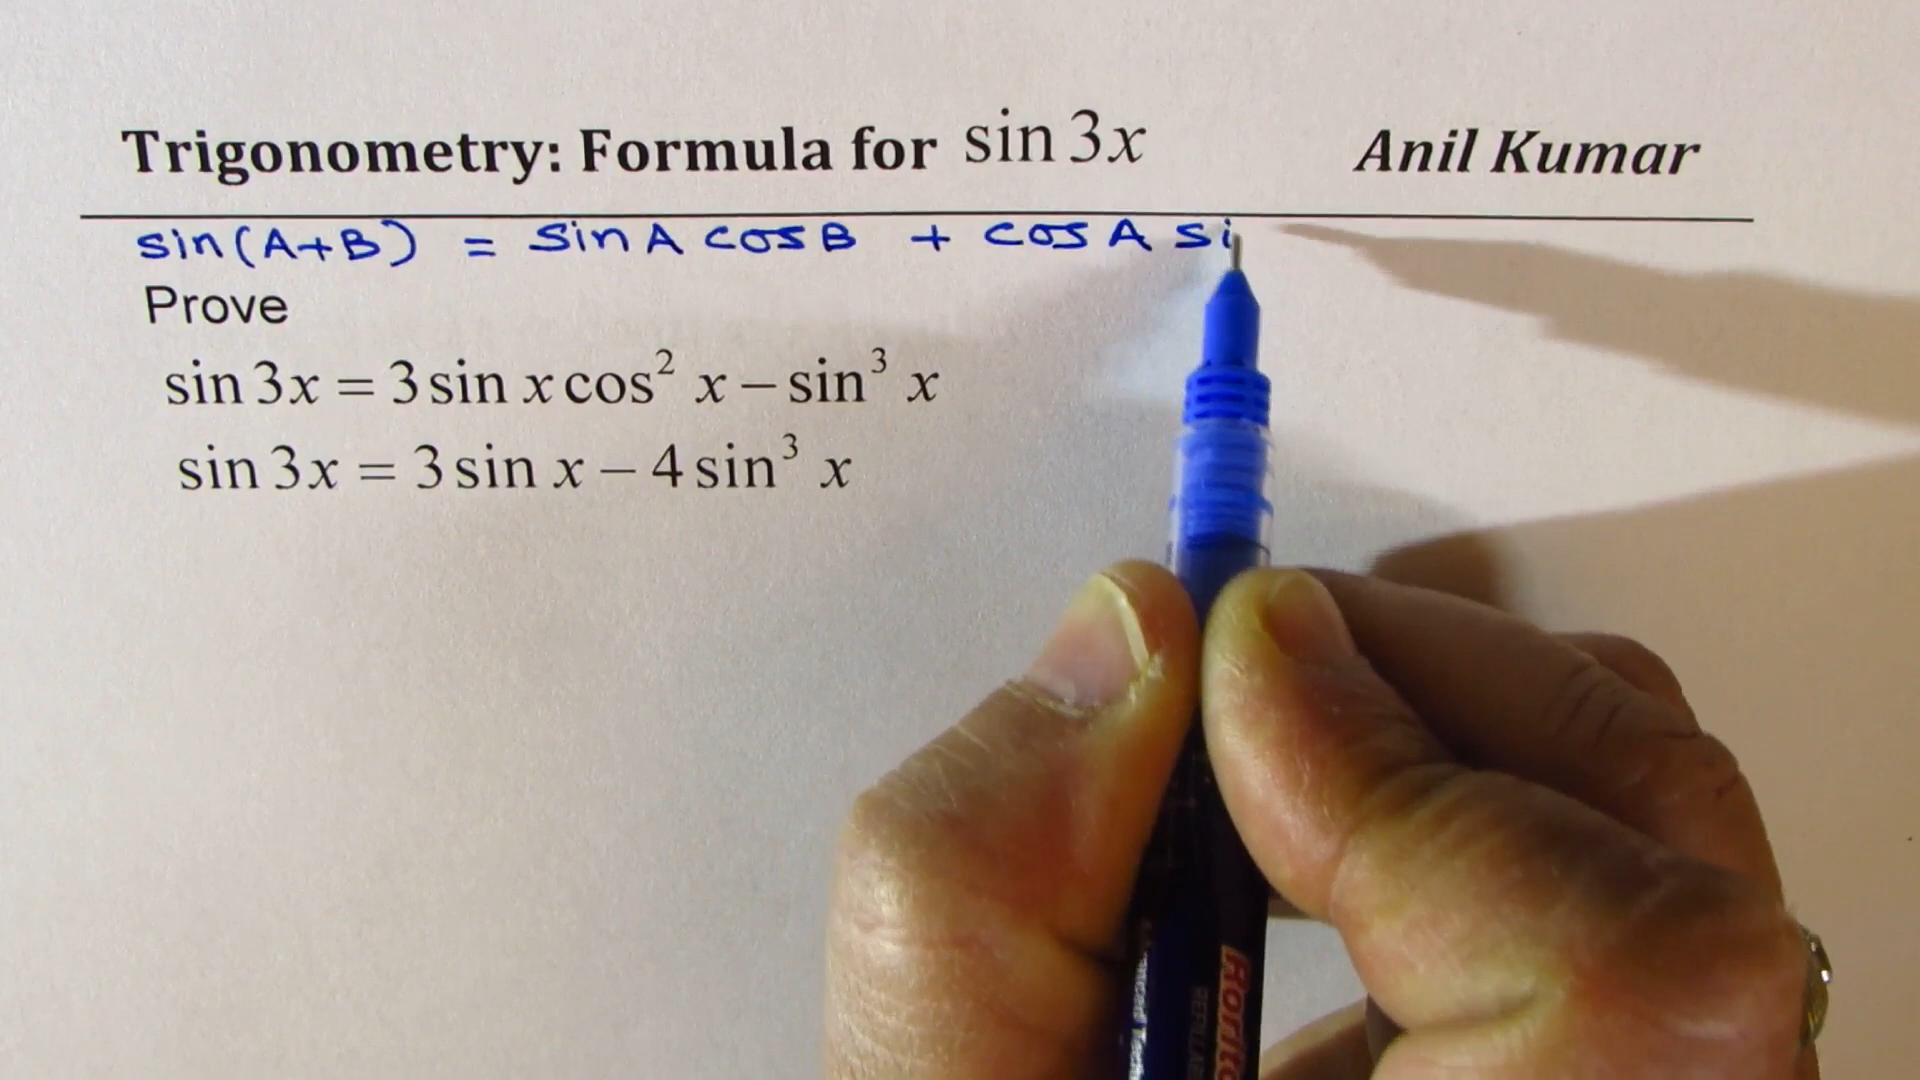 Trigonometry: Formula for sin 3x Anil Kumar
sin(A+B) = sin A cos B + cos A si
Prove
sin 3x = 3 sin x cos² x – sin³ x
sin 3x = 3 sin x – 4 sin³ x